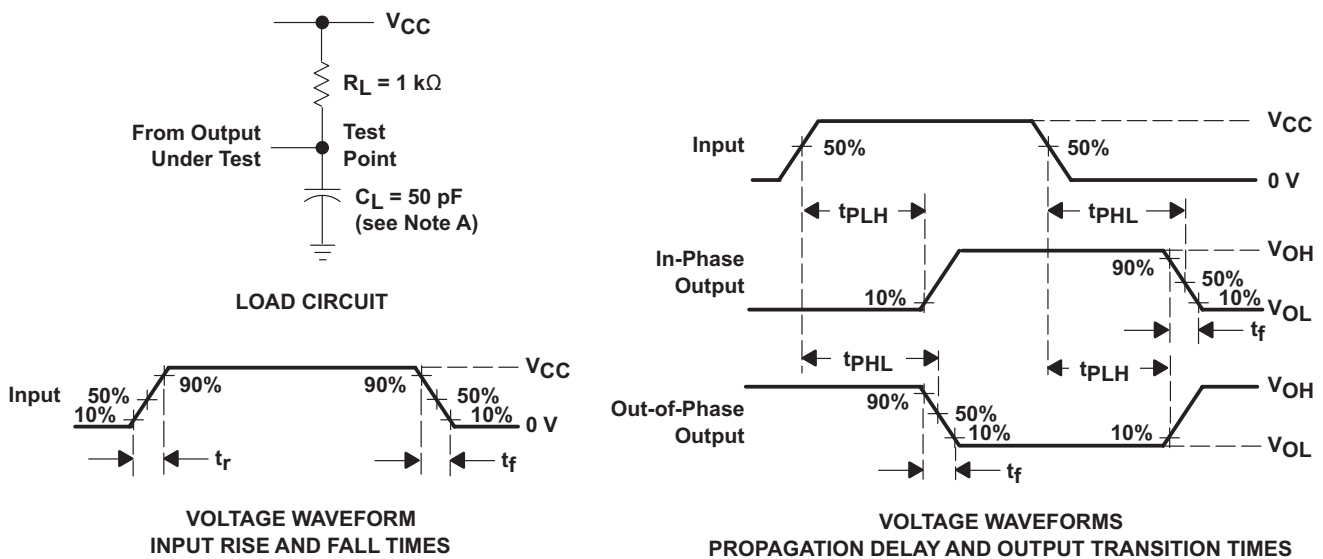 VCC
RL = 1 kΩ
From Output
Under Test
Test
Point
CL = 50 pF
(see Note A)
LOAD CIRCUIT
Input
50%
10%
90%
90%
50%
10%
VCC
0 V
tr
tf
VOLTAGE WAVEFORM
INPUT RISE AND FALL TIMES
Input
50%
50%
VCC
0 V
tPLH
tPHL
In-Phase
Output
10%
90%
50%
10%
VOH
VOL
tf
tPHL
tPLH
Out-of-Phase
Output
90%
50%
10%
10%
VOH
VOL
tf
VOLTAGE WAVEFORMS
PROPAGATION DELAY AND OUTPUT TRANSITION TIMES